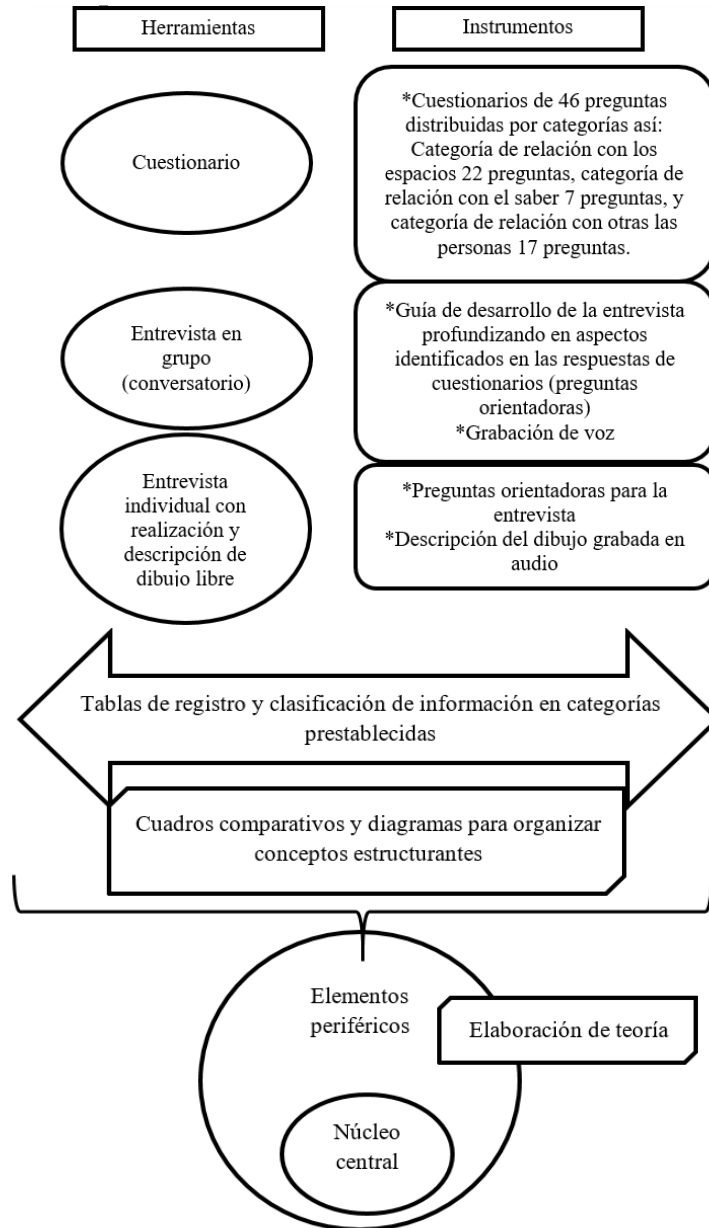 Herramientas
Instrumentos
Cuestionario
*Cuestionarios de 46 preguntas
distribuidas por categorías así:
Categoría de relación con los
espacios 22 preguntas, categoría de
relación con el saber 7 preguntas, y
categoría de relación con otras las
personas 17 preguntas.
Entrevista en
grupo
(conversatorio)
*Guía de desarrollo de la entrevista
profundizando en aspectos
identificados en las respuestas de
cuestionarios (preguntas
orientadoras)
*Grabación de voz
Entrevista
individual con
realización y
descripción de
dibujo libre
*Preguntas orientadoras para la
entrevista
*Descripción del dibujo grabada en
audio
Tablas de registro y clasificación de información en categorías
prestablecidas
Cuadros comparativos y diagramas para organizar
conceptos estructurantes
Elementos
periféricos
Elaboración de teoría
Núcleo
central